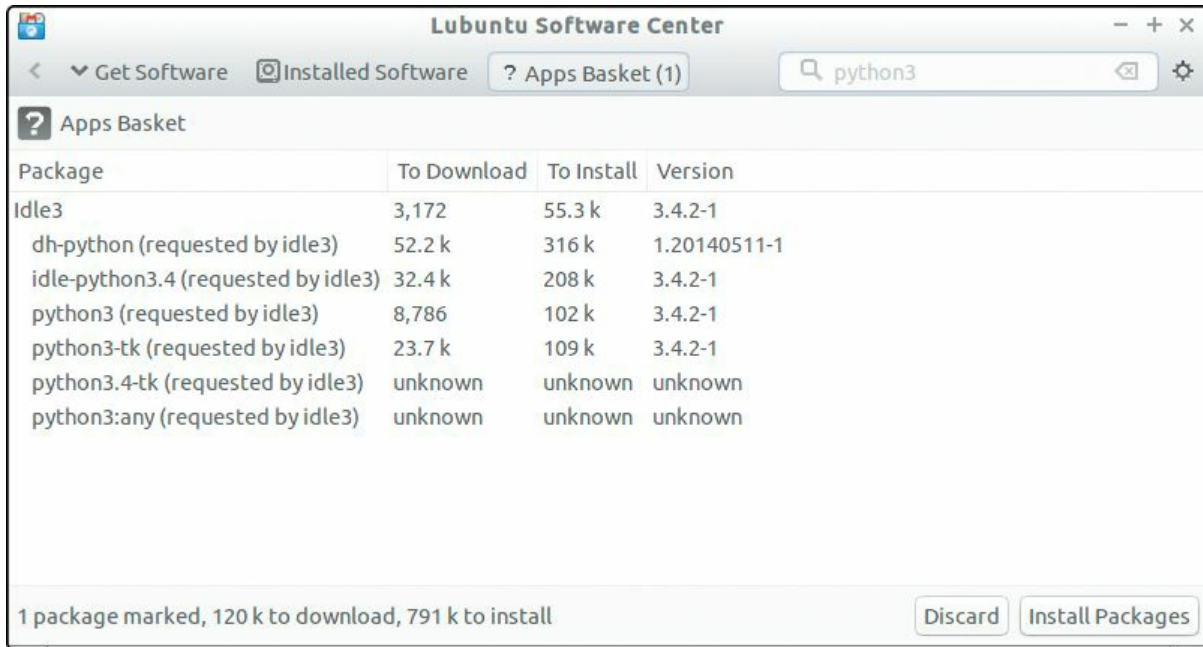 Lubuntu Software Center
Get Software Installed Software ? Apps Basket (1) python3
? Apps Basket
Package To Download To Install Version
Idle3 3,172 55.3 k 3.4.2-1
dh-python (requested by idle3) 52.2 k 316 k 1.20140511-1
idle-python3.4 (requested by idle3) 32.4 k 208 k 3.4.2-1
python3 (requested by idle3) 8,786 102 k 3.4.2-1
python3-tk (requested by idle3) 23.7 k 109 k 3.4.2-1
python3.4-tk (requested by idle3) unknown unknown unknown
python3:any (requested by idle3) unknown unknown unknown
1 package marked, 120 k to download, 791 k to install Discard Install Packages